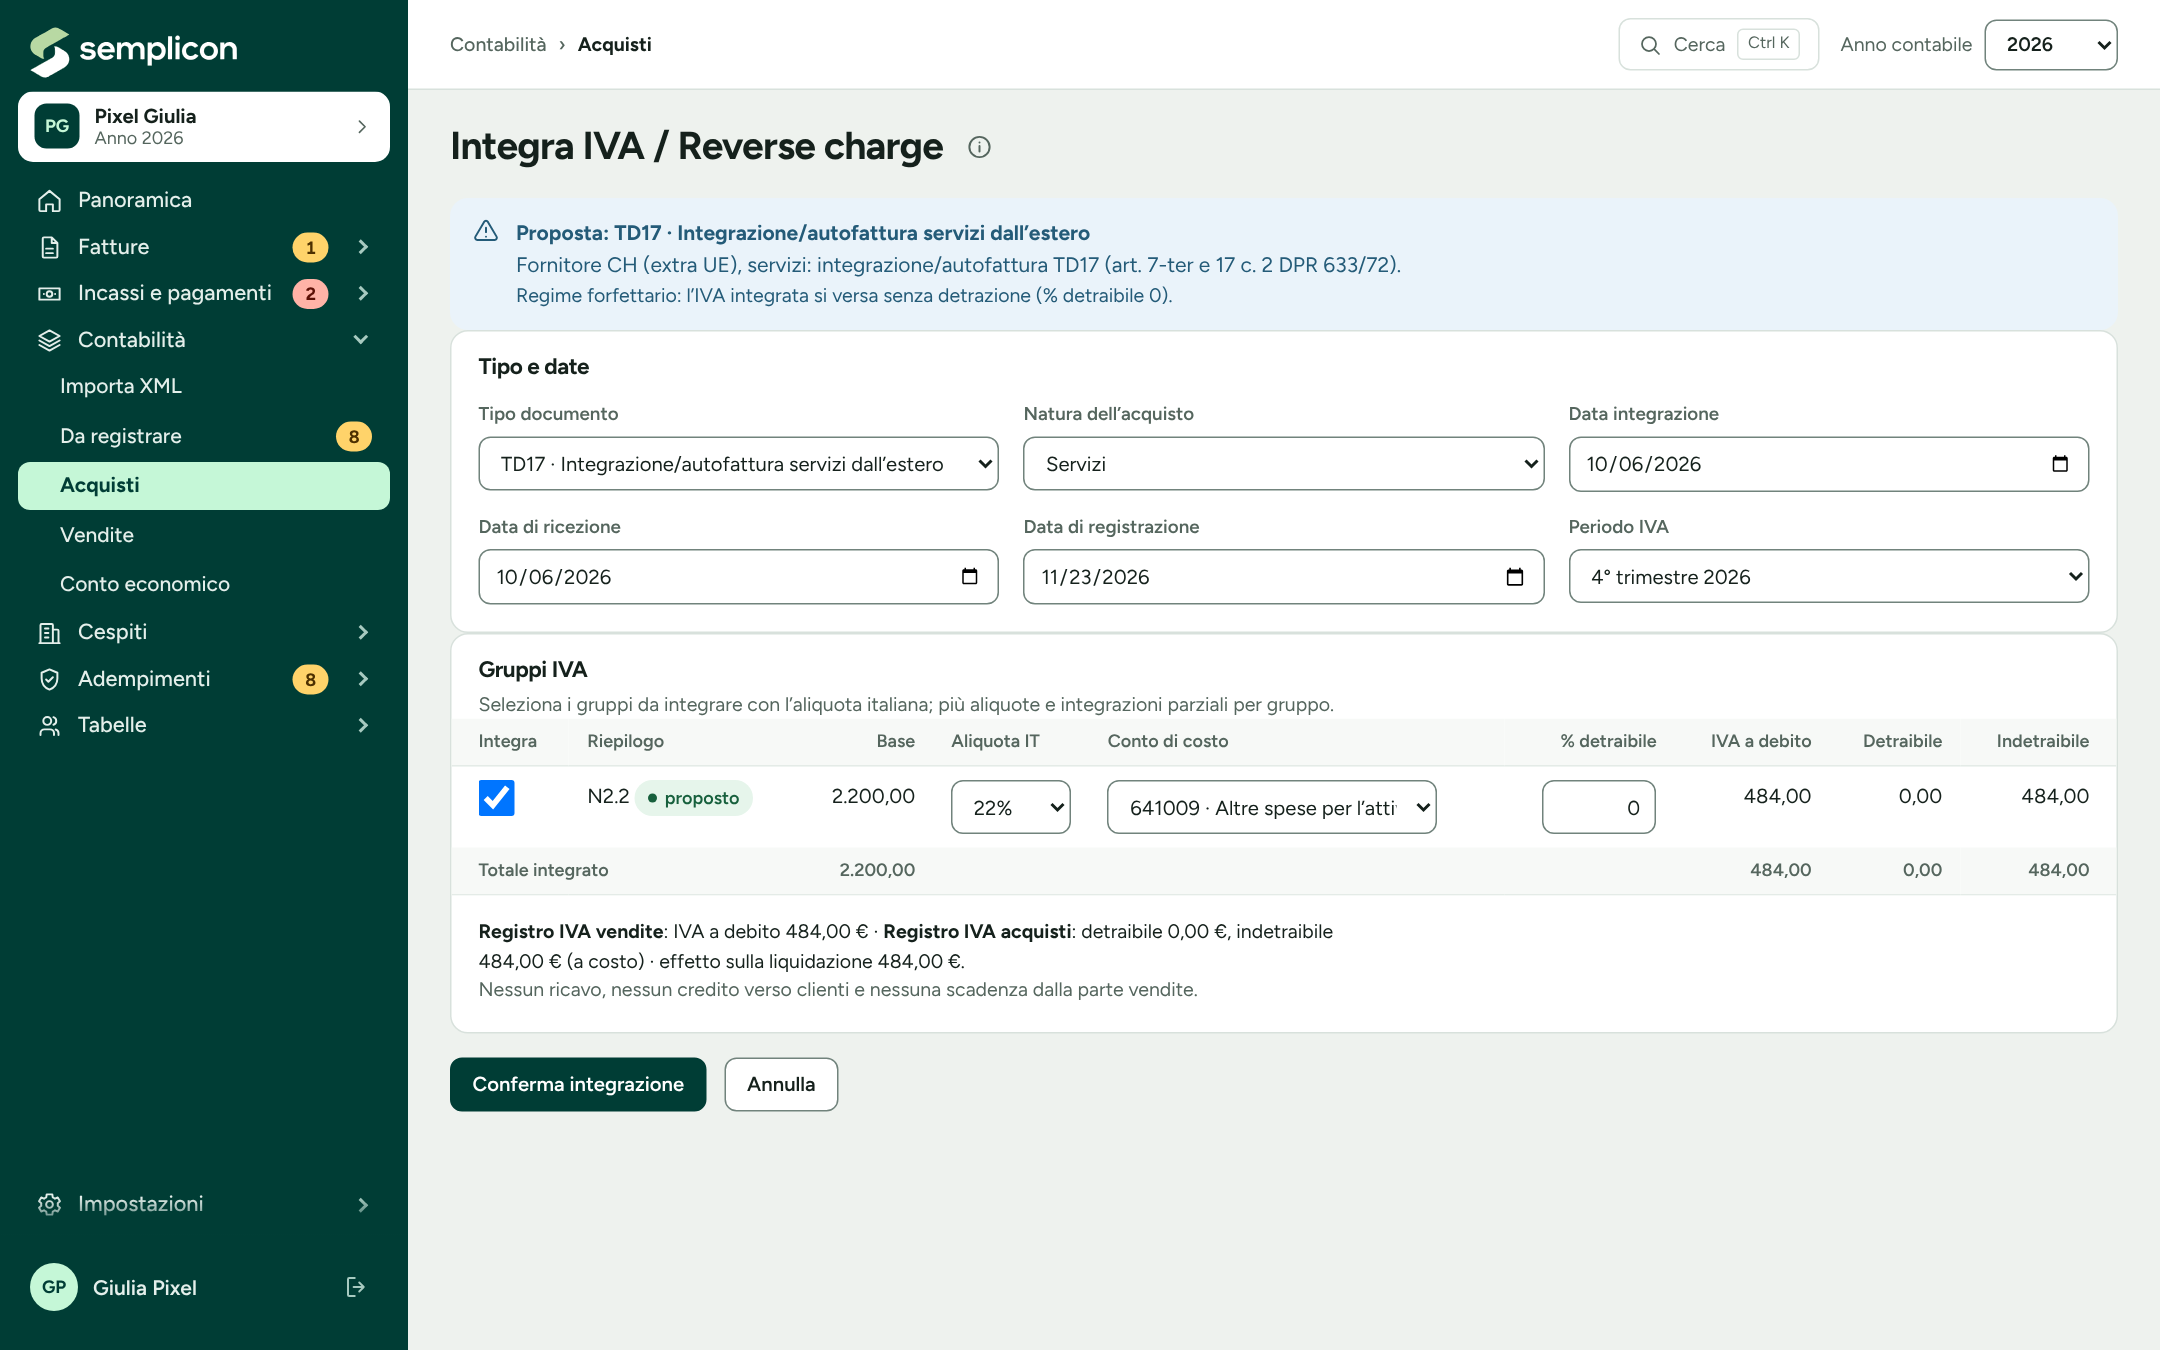 semplicon
PG
Pixel Giulia
Anno 2026
Panoramica
Fatture 1
Incassi e pagamenti 2
Contabilità
Importa XML
Da registrare 8
Acquisti
Vendite
Conto economico
Cespiti
Adempimenti 8
Tabelle
Impostazioni
GP Giulia Pixel
Contabilità › Acquisti
Cerca Ctrl K
Anno contabile 2026
Integra IVA / Reverse charge
Proposta: TD17 · Integrazione/autofattura servizi dall’estero
Fornitore CH (extra UE), servizi: integrazione/autofattura TD17 (art. 7-ter e 17 c. 2 DPR 633/72).
Regime forfettario: l’IVA integrata si versa senza detrazione (% detraibile 0).
Tipo e date
Tipo documento Natura dell’acquisto Data integrazione
TD17 · Integrazione/autofattura servizi dall’estero Servizi 10/06/2026
Data di ricezione Data di registrazione Periodo IVA
10/06/2026 11/23/2026 4° trimestre 2026
Gruppi IVA
Seleziona i gruppi da integrare con l’aliquota italiana; più aliquote e integrazioni parziali per gruppo.
Integra Riepilogo Base Aliquota IT Conto di costo % detraibile IVA a debito Detraibile Indetraibile
N2.2 proposto 2.200,00 22% 641009 · Altre spese per l’atti 0 484,00 0,00 484,00
Totale integrato 2.200,00 484,00 0,00 484,00
Registro IVA vendite: IVA a debito 484,00 € · Registro IVA acquisti: detraibile 0,00 €, indetraibile
484,00 € (a costo) · effetto sulla liquidazione 484,00 €.
Nessun ricavo, nessun credito verso clienti e nessuna scadenza dalla parte vendite.
Conferma integrazione Annulla